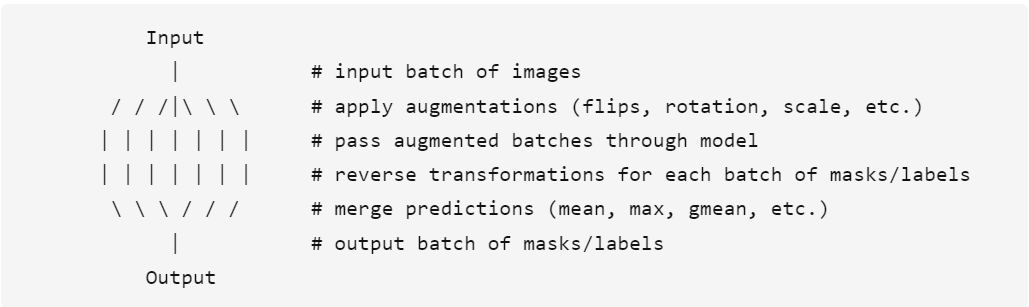 Input
| # input batch of images
/ / /|\ \ \ # apply augmentations (flips, rotation, scale, etc.)
| | | | | | | # pass augmented batches through model
| | | | | | | # reverse transformations for each batch of masks/labels
\ \ \ / / / # merge predictions (mean, max, gmean, etc.)
| # output batch of masks/labels
Output